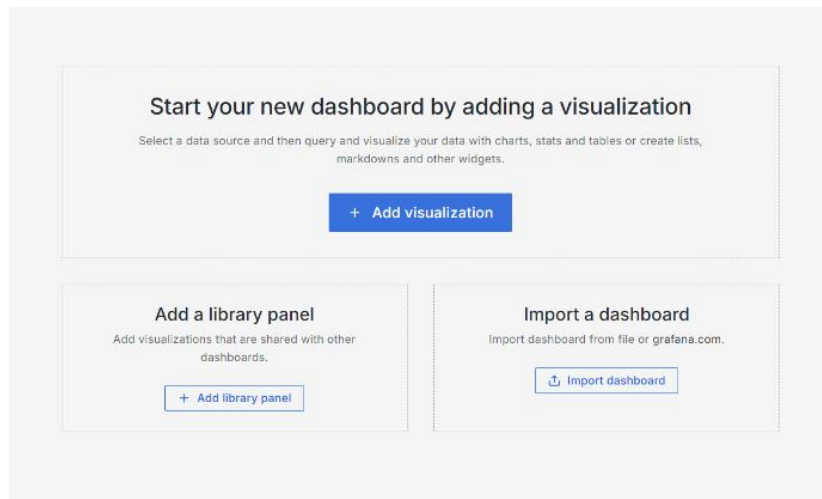 Start your new dashboard by adding a visualization
Select a data source and then query and visualize your data with charts, stats and tables or create lists,
markdowns and other widgets.
+ Add visualization
Add a library panel
Add visualizations that are shared with other
dashboards.
+ Add library panel
Import a dashboard
Import dashboard from file or grafana.com.
Import dashboard